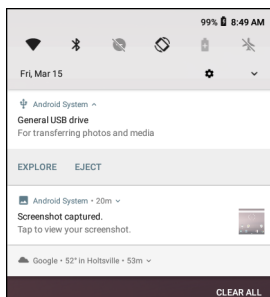 99% 8:49 AM
Fri, Mar 15
Android System
General USB drive
For transferring photos and media
EXPLORE EJECT
Android System • 20m
Screenshot captured.
Tap to view your screenshot.
Google • 52° in Holtsville • 53m
CLEAR ALL